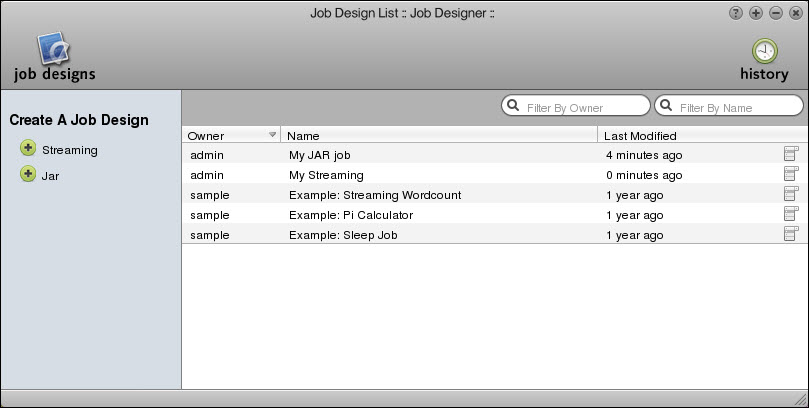 Job Design List :: Job Designer ::
job designs
history
Create A Job Design
Streaming
Jar
Filter By Owner Filter By Name
Owner Name Last Modified
admin My JAR job 4 minutes ago
admin My Streaming 0 minutes ago
sample Example: Streaming Wordcount 1 year ago
sample Example: Pi Calculator 1 year ago
sample Example: Sleep Job 1 year ago